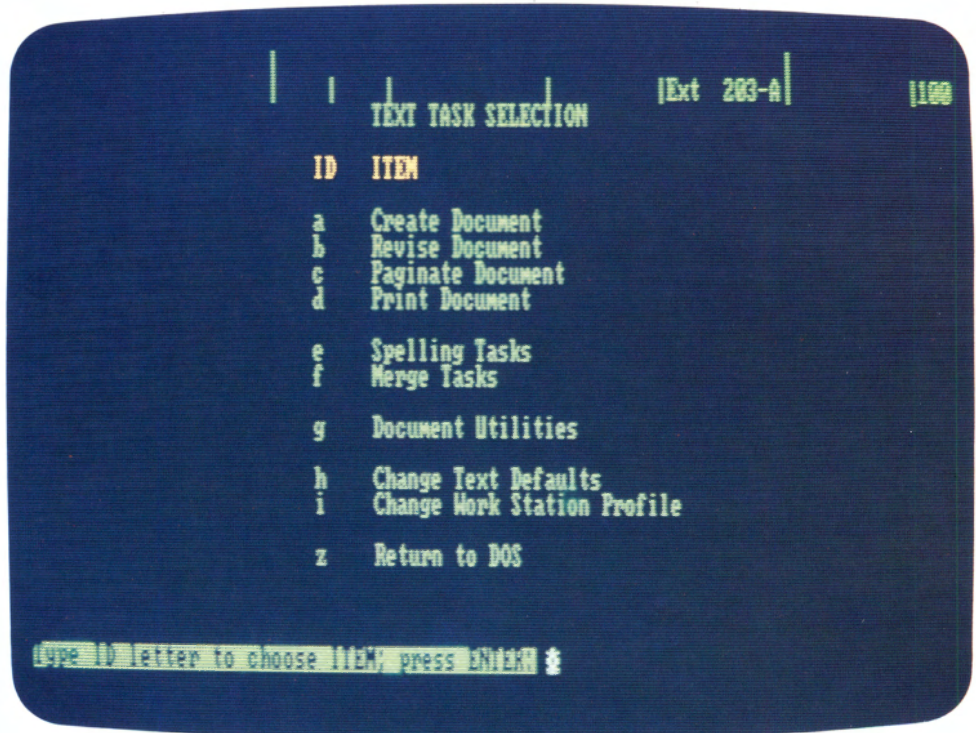 Ext 203-A 100
TEXT TASK SELECTION
ID ITEM
a Create Document
b Revise Document
c Paginate Document
d Print Document
e Spelling Tasks
f Merge Tasks
g Document Utilities
h Change Text Defaults
i Change Work Station Profile
z Return to DOS
Type ID letter to choose ITEM; press ENTER: